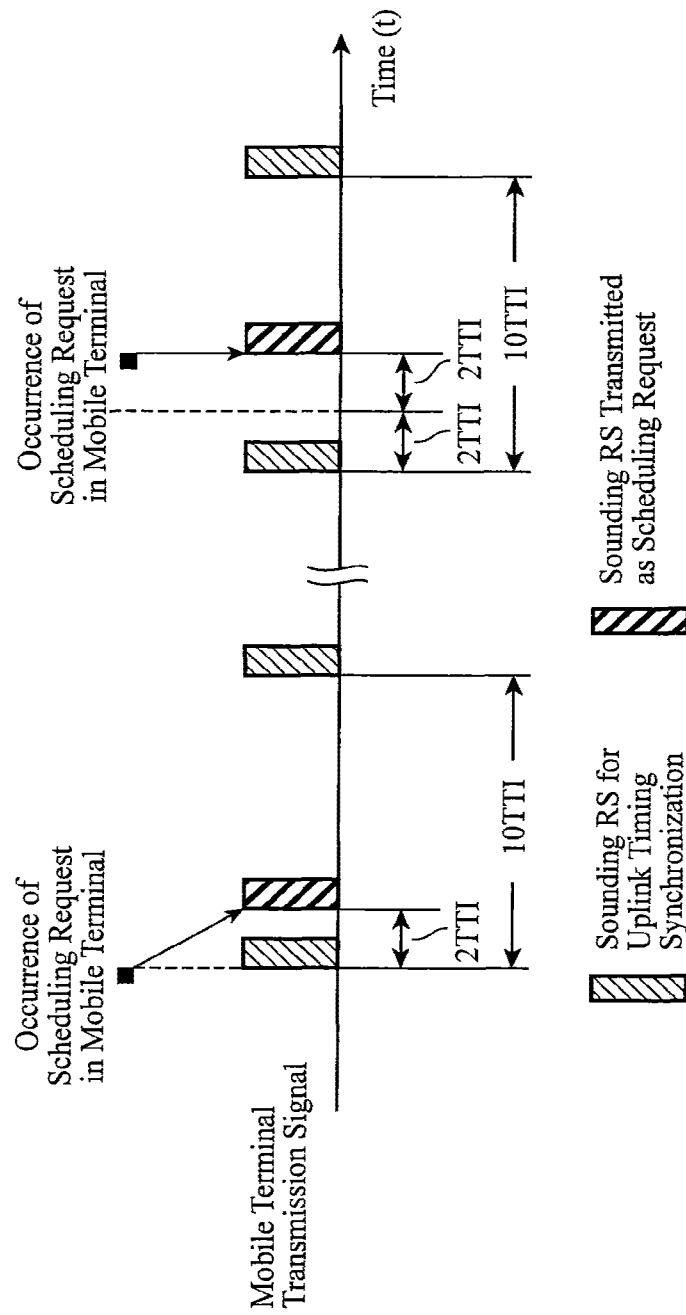 Occurrence of
Scheduling Request
in Mobile Terminal
Occurrence of
Scheduling Request
in Mobile Terminal
Mobile Terminal
Transmission Signal
Time (t)
2TTI
10TTI
2TTI
2TTI
10TTI
Sounding RS for
Uplink Timing
Synchronization
Sounding RS Transmitted
as Scheduling Request